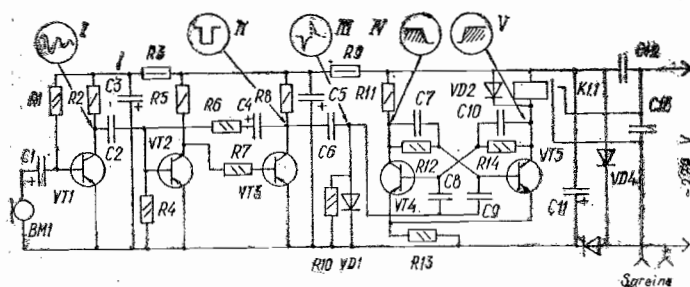 I
II
III
IV
V
I
R3
R9
C12
R1
R2
C3
R5
R6
C4
R8
C5
R11
C7
VD2
C10
K1.1
C13
C1
C2
VT2
R7
C6
R12
R14
VT5
VT1
VT3
VT4
C8
C9
C11
VD4
BM1
R4
R10
VD1
R13
V
Sareine